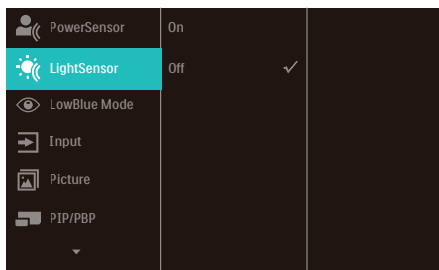 PowerSensor
On
LightSensor
Off
LowBlue Mode
Input
Picture
PIP/PBP